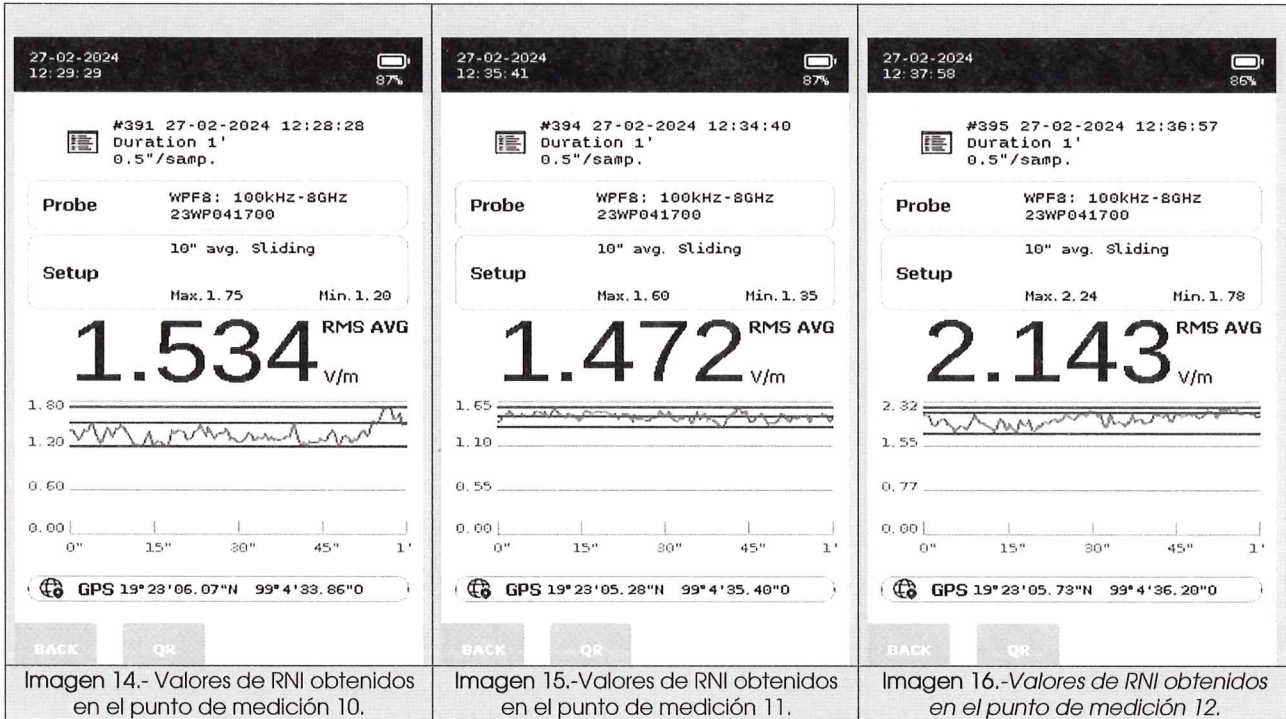 27-02-2024
12:29:29
87%
#391 27-02-2024 12:28:28
Duration 1'
0.5"/samp.
Probe
WPF8: 100kHz-8GHz
23WP041700
Setup
10" avg. Sliding
Max.1.75 Min.1.20
1.534 RMS AVG
V/m
1.80
1.20
0.60
0.00
0" 15" 30" 45" 1'
GPS 19°23'06.07"N 99°4'33.86"O
BACK QR
Imagen 14.- Valores de RNI obtenidos
en el punto de medición 10.
27-02-2024
12:35:41
87%
#394 27-02-2024 12:34:40
Duration 1'
0.5"/samp.
Probe
WPF8: 100kHz-8GHz
23WP041700
Setup
10" avg. Sliding
Max.1.60 Min.1.35
1.472 RMS AVG
V/m
1.65
1.10
0.55
0.00
0" 15" 30" 45" 1'
GPS 19°23'05.28"N 99°4'35.40"O
BACK QR
Imagen 15.-Valores de RNI obtenidos
en el punto de medición 11.
27-02-2024
12:37:58
86%
#395 27-02-2024 12:36:57
Duration 1'
0.5"/samp.
Probe
WPF8: 100kHz-8GHz
23WP041700
Setup
10" avg. Sliding
Max.2.24 Min.1.78
2.143 RMS AVG
V/m
2.32
1.55
0.77
0.00
0" 15" 30" 45" 1'
GPS 19°23'05.73"N 99°4'36.20"O
BACK QR
Imagen 16.-Valores de RNI obtenidos
en el punto de medición 12.